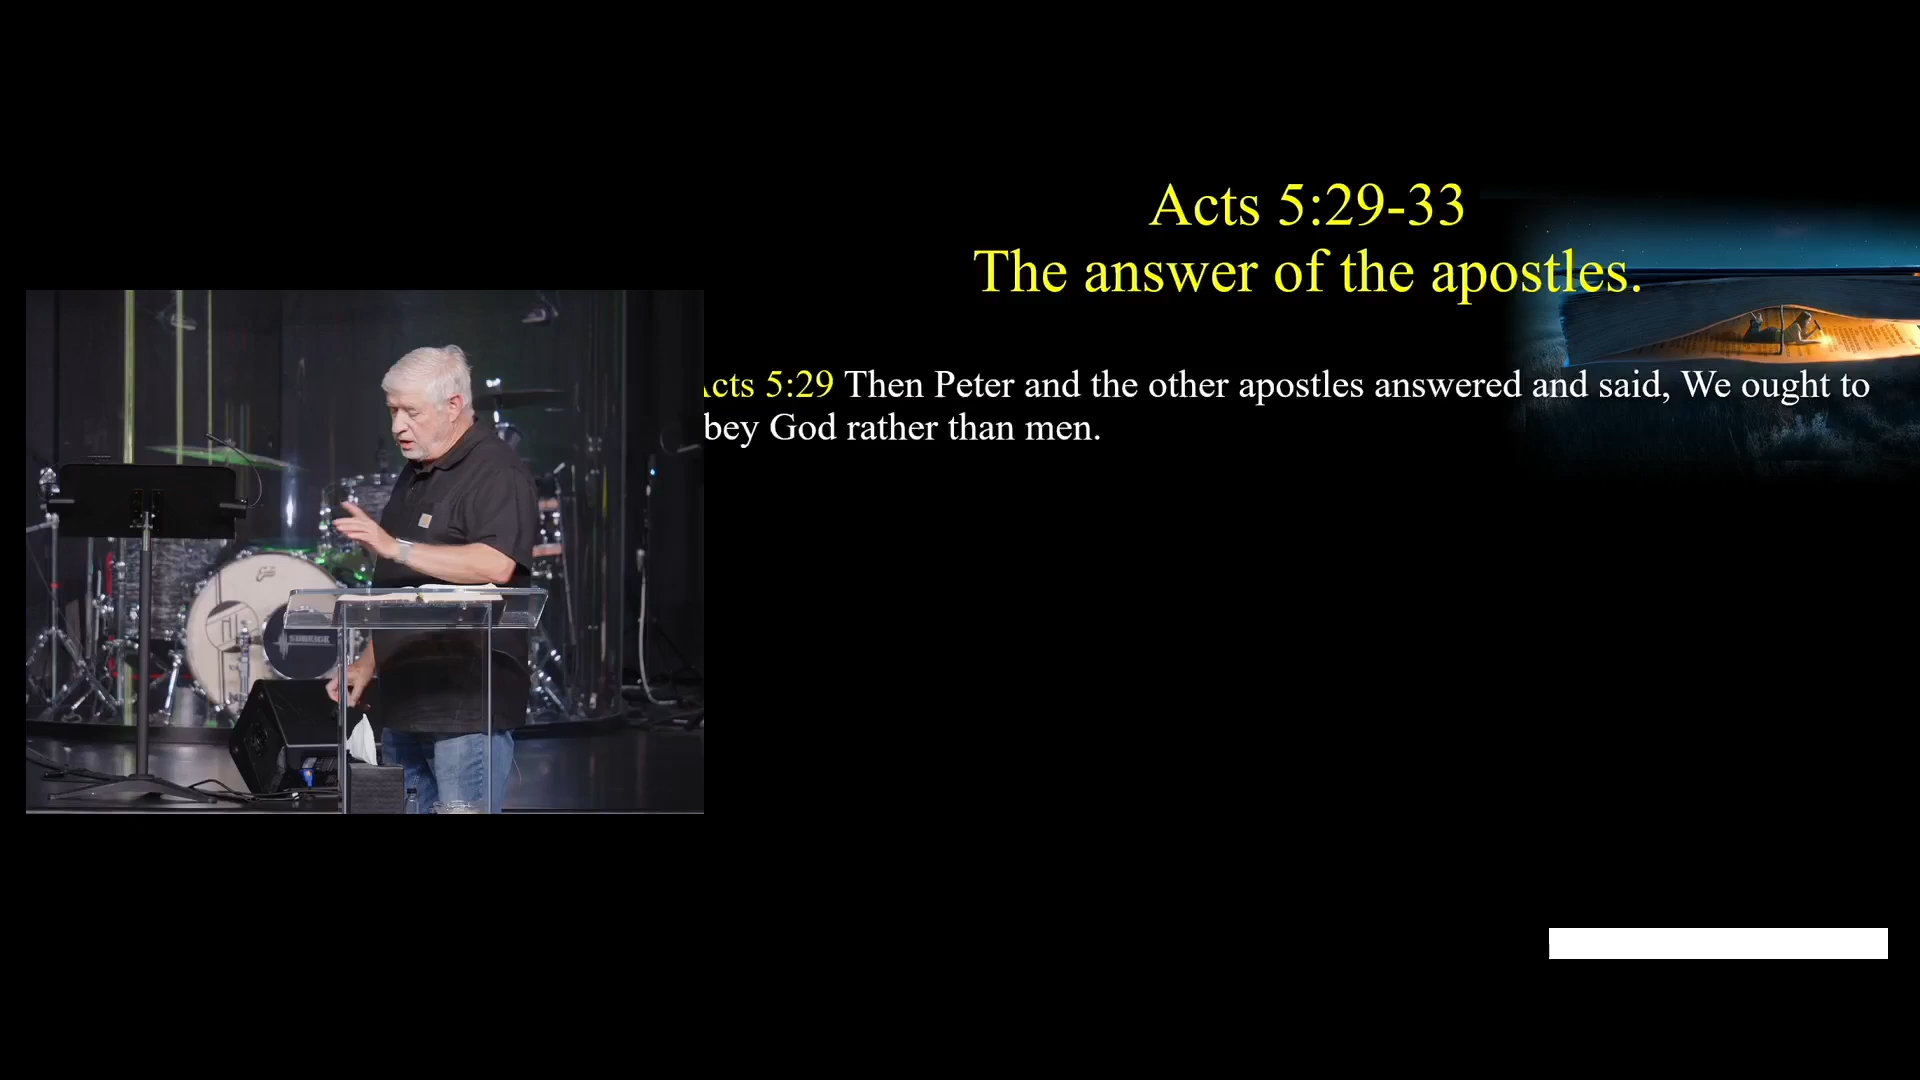 Acts 5:29-33
The answer of the apostles.
cts 5:29 Then Peter and the other apostles answered and said, We ought to
bey God rather than men.
SUBKICK